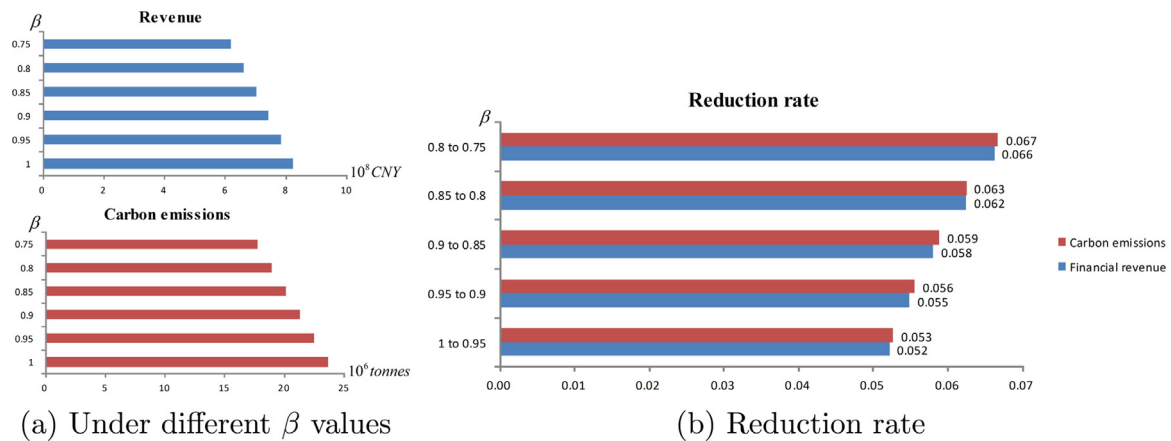 Revenue
β
0.75
0.8
0.85
0.9
0.95
1
10⁸ CNY
0 2 4 6 8 10
Carbon emissions
β
0.75
0.8
0.85
0.9
0.95
1
10⁶ tonnes
0 5 10 15 20 25
(a) Under different β values
Reduction rate
β
0.8 to 0.75
0.067
0.066
0.85 to 0.8
0.063
0.062
0.9 to 0.85
0.059
0.058
0.95 to 0.9
0.056
0.055
1 to 0.95
0.053
0.052
0.00 0.01 0.02 0.03 0.04 0.05 0.06 0.07
Carbon emissions
Financial revenue
(b) Reduction rate